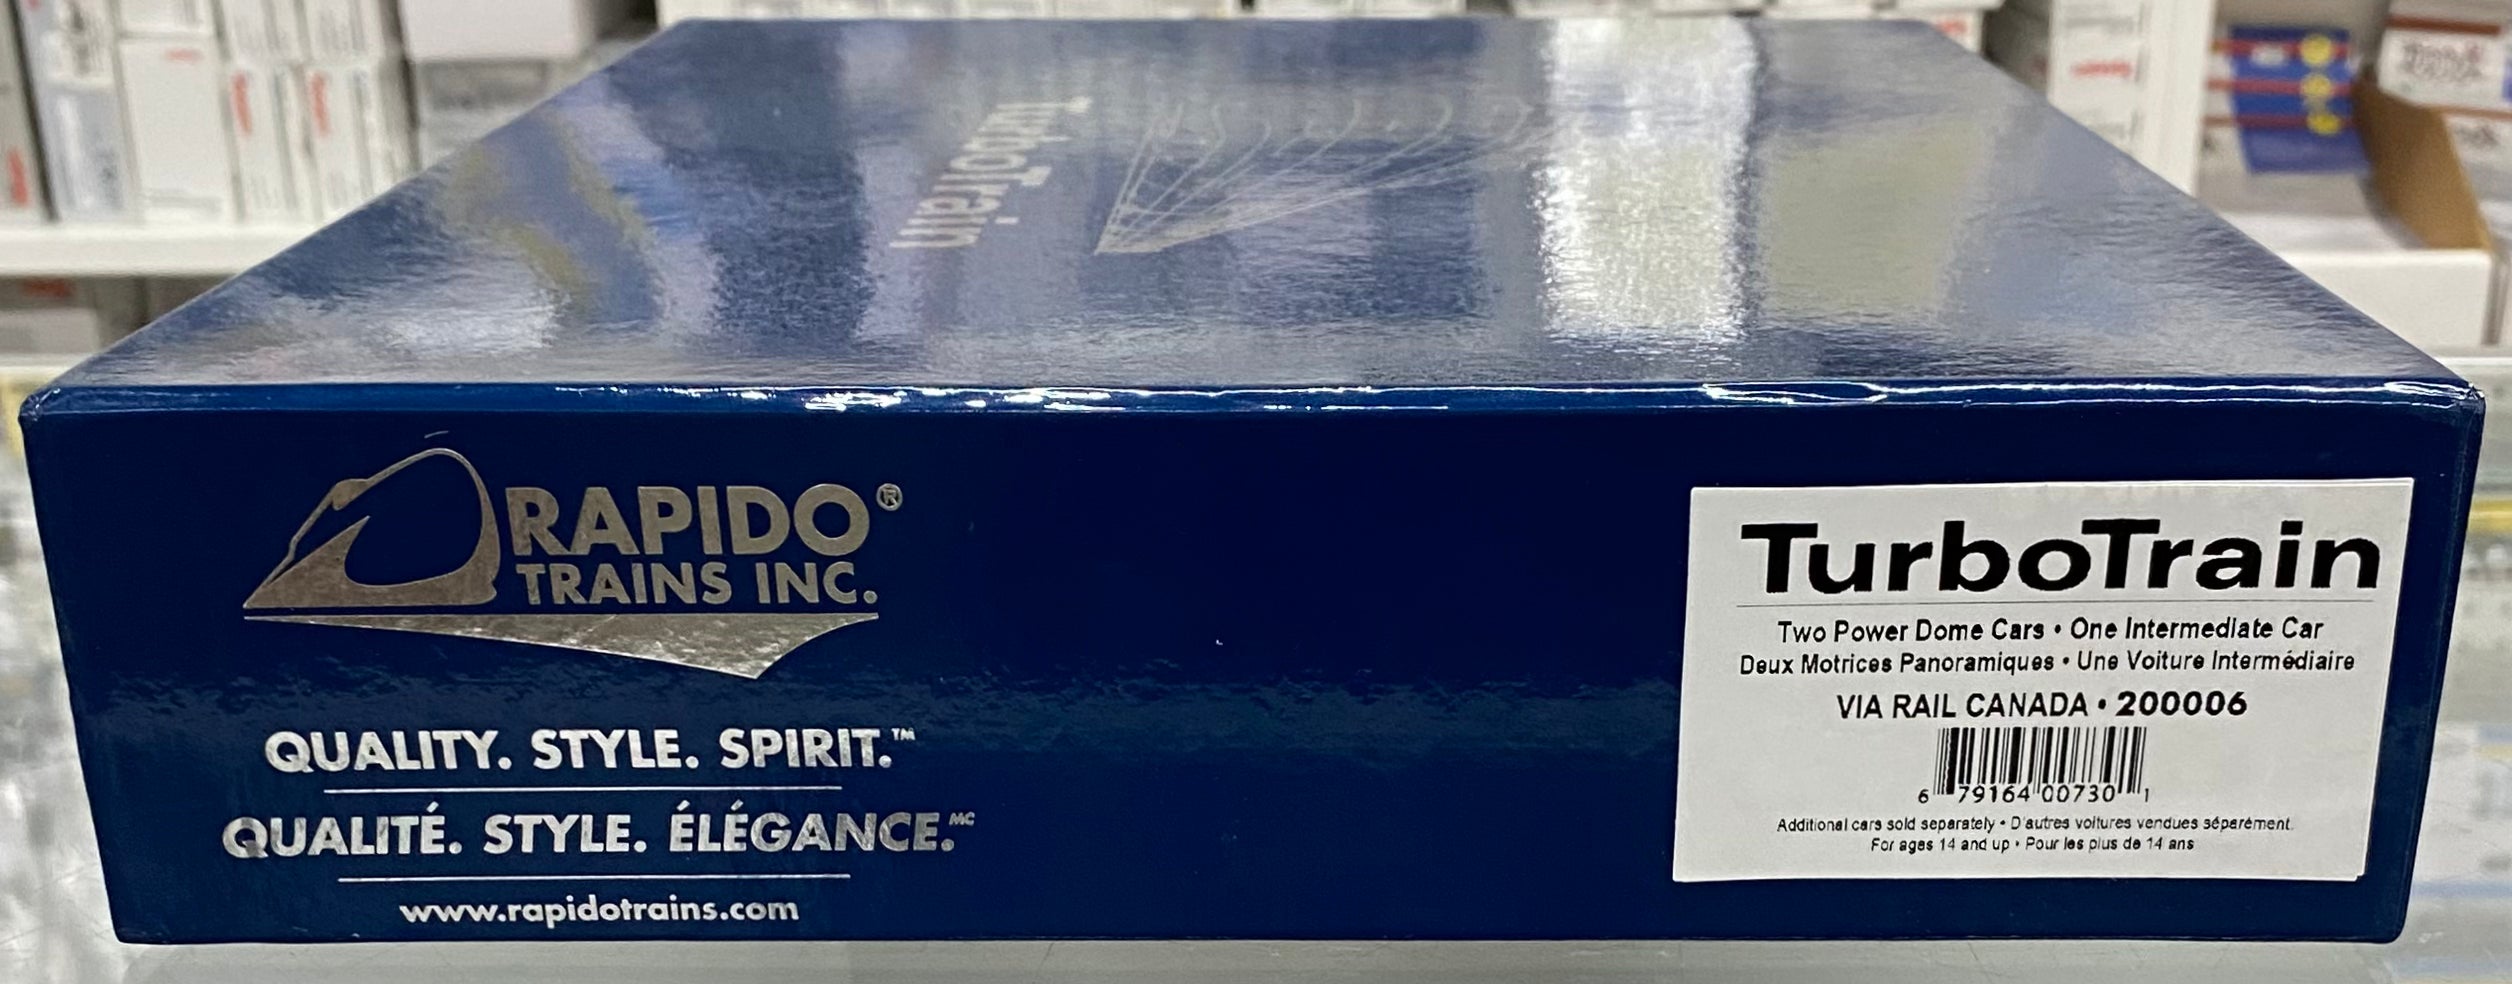 TurboTrain
RAPIDO®
TRAINS INC.
QUALITY. STYLE. SPIRIT.™
QUALITÉ. STYLE. ÉLÉGANCE.MC
www.rapidotrains.com
TurboTrain
Two Power Dome Cars • One Intermediate Car
Deux Motrices Panoramiques • Une Voiture Intermédiaire
VIA RAIL CANADA • 200006
6 79164 00730 1
Additional cars sold separately • D'autres voitures vendues séparément.
For ages 14 and up • Pour les plus de 14 ans